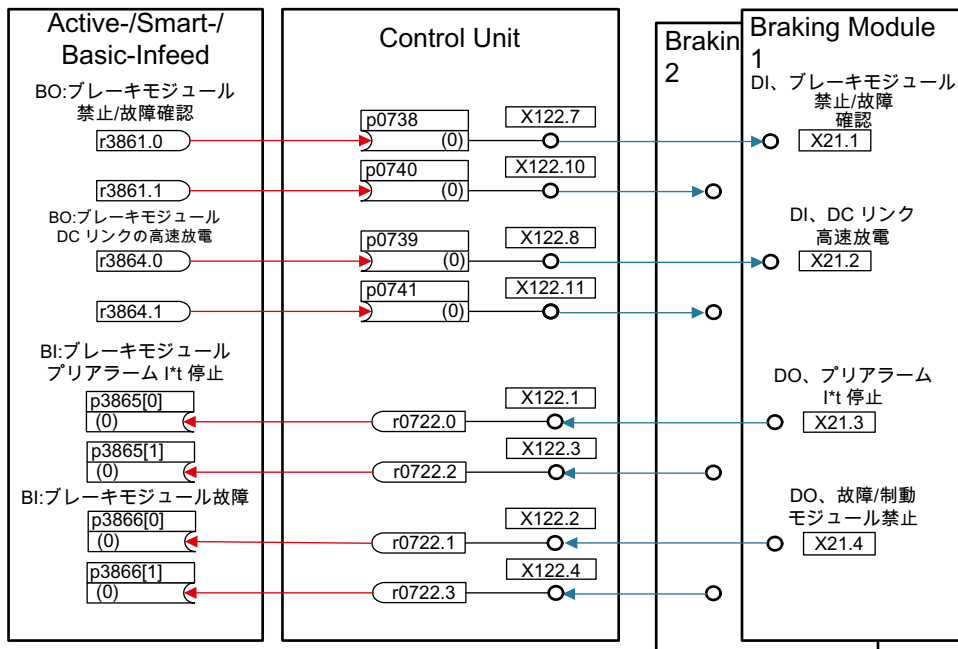 Active-/Smart-/
Basic-Infeed
BO:ブレーキモジュール
禁止/故障確認
r3861.0
r3861.1
BO:ブレーキモジュール
DC リンクの高速放電
r3864.0
r3864.1
BI:ブレーキモジュール
プリアラーム I*t 停止
p3865[0]
(0)
p3865[1]
(0)
BI:ブレーキモジュール故障
p3866[0]
(0)
p3866[1]
(0)
Control Unit
p0738
(0)
X122.7
p0740
(0)
X122.10
p0739
(0)
X122.8
p0741
(0)
X122.11
X122.1
r0722.0
X122.3
r0722.2
X122.2
r0722.1
X122.4
r0722.3
Brakin
2
Braking Module
1
DI、ブレーキモジュール
禁止/故障
確認
X21.1
DI、DC リンク
高速放電
X21.2
DO、プリアラーム
I*t 停止
X21.3
DO、故障/制動
モジュール禁止
X21.4